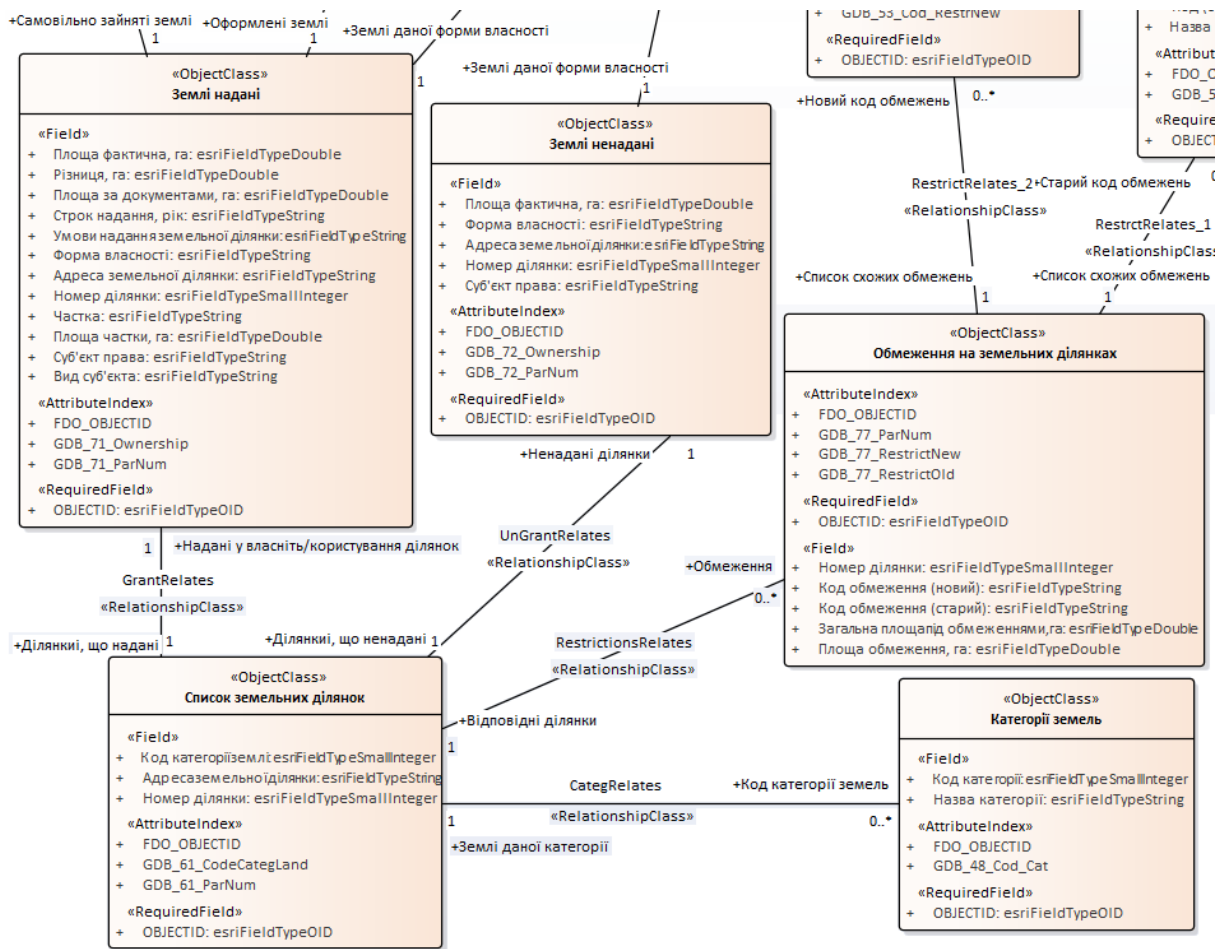 +Самовільно зайняті землі
+Оформлені землі
1
1
+Землі даної форми власності
1
«ObjectClass»
Землі надані
«Field»
+ Площа фактична, га: esriFieldTypeDouble
+ Різниця, га: esriFieldTypeDouble
+ Площа за документами, га: esriFieldTypeDouble
+ Строк надання, рік: esriFieldTypeString
+ Умови надання земельної ділянки: esriFieldTypeString
+ Форма власності: esriFieldTypeString
+ Адреса земельної ділянки: esriFieldTypeString
+ Номер ділянки: esriFieldTypeSmallInteger
+ Частка: esriFieldTypeString
+ Площа частки, га: esriFieldTypeDouble
+ Суб'єкт права: esriFieldTypeString
+ Вид суб'єкта: esriFieldTypeString
«AttributeIndex»
+ FDO_OBJECTID
+ GDB_71_Ownership
+ GDB_71_ParNum
«RequiredField»
+ OBJECTID: esriFieldTypeOID
+Землі даної форми власності
1
«ObjectClass»
Землі ненадані
«Field»
+ Площа фактична, га: esriFieldTypeDouble
+ Форма власності: esriFieldTypeString
+ Адреса земельної ділянки: esriFieldTypeString
+ Номер ділянки: esriFieldTypeSmallInteger
+ Суб'єкт права: esriFieldTypeString
«AttributeIndex»
+ FDO_OBJECTID
+ GDB_72_Ownership
+ GDB_72_ParNum
«RequiredField»
+ OBJECTID: esriFieldTypeOID
+ GDB_53_Cod_RestrNew
«RequiredField»
+ OBJECTID: esriFieldTypeOID
+Новий код обмежень
0..*
+ Назва
«Attribut
+ FDO_O
+ GDB_5
«Require
+ OBJECT
RestrictRelates_2
«RelationshipClass»
+Старий код обмежень
RestrctRelates_1
«RelationshipClass
+Список схожих обмежень
1
+Список схожих обмежень
1
«ObjectClass»
Обмеження на земельних ділянках
«AttributeIndex»
+ FDO_OBJECTID
+ GDB_77_ParNum
+ GDB_77_RestrictNew
+ GDB_77_RestrictOld
«RequiredField»
+ OBJECTID: esriFieldTypeOID
«Field»
+ Номер ділянки: esriFieldTypeSmallInteger
+ Код обмеження (новий): esriFieldTypeString
+ Код обмеження (старий): esriFieldTypeString
+ Загальна площа під обмеженнями, га: esriFieldTypeDouble
+ Площа обмеження, га: esriFieldTypeDouble
1
+Надані у власніть/користування ділянок
GrantRelates
«RelationshipClass»
+Ділянкиі, що надані
1
+Ненадані ділянки
1
UnGrantRelates
«RelationshipClass»
+Ділянкиі, що ненадані
1
+Обмеження
0..*
RestrictionsRelates
«RelationshipClass»
+Відповідні ділянки
1
«ObjectClass»
Список земельних ділянок
«Field»
+ Код категорії землі: esriFieldTypeSmallInteger
+ Адреса земельної ділянки: esriFieldTypeString
+ Номер ділянки: esriFieldTypeSmallInteger
«AttributeIndex»
+ FDO_OBJECTID
+ GDB_61_CodeCategLand
+ GDB_61_ParNum
«RequiredField»
+ OBJECTID: esriFieldTypeOID
CategRelates
«RelationshipClass»
+Код категорії земель
0..*
1
+Землі даної категорії
«ObjectClass»
Категорії земель
«Field»
+ Код категорії: esriFieldTypeSmallInteger
+ Назва категорії: esriFieldTypeString
«AttributeIndex»
+ FDO_OBJECTID
+ GDB_48_Cod_Cat
«RequiredField»
+ OBJECTID: esriFieldTypeOID